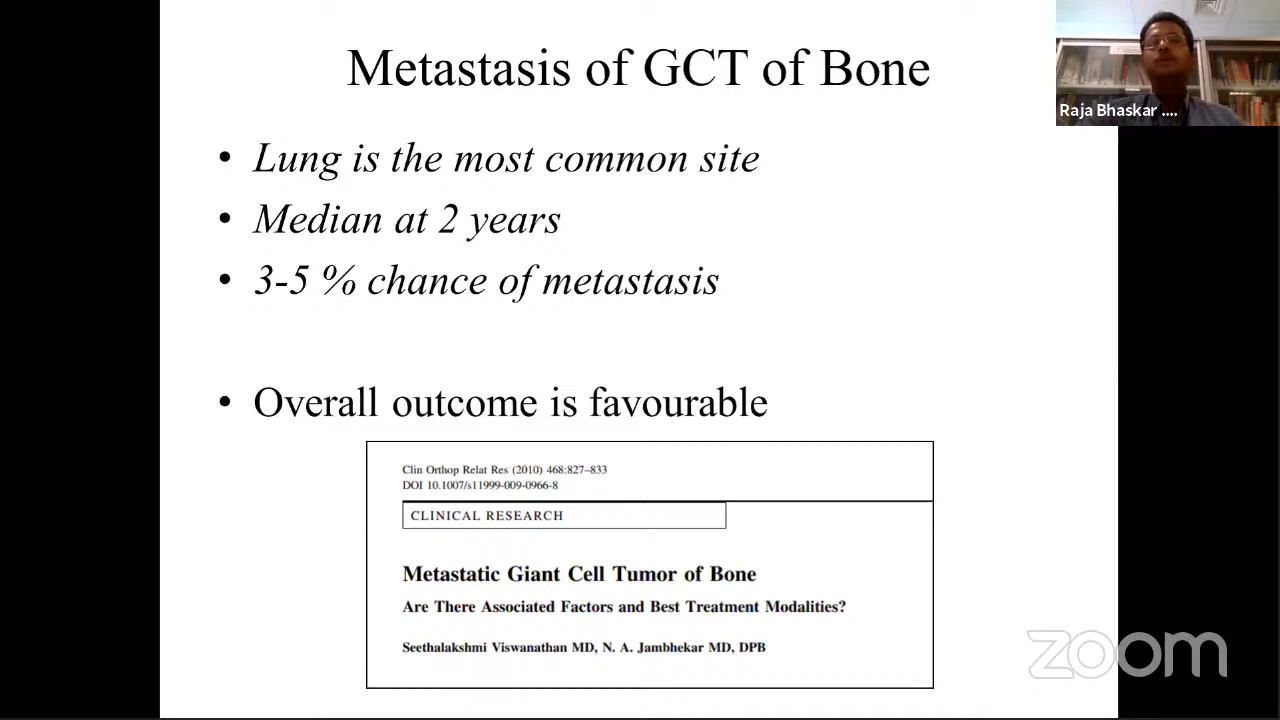 Metastasis of GCT of Bone
Raja Bhaskar ....
• Lung is the most common site
• Median at 2 years
• 3-5 % chance of metastasis
• Overall outcome is favourable
Clin Orthop Relat Res (2010) 468:827–833
DOI 10.1007/s11999-009-0966-8
CLINICAL RESEARCH
Metastatic Giant Cell Tumor of Bone
Are There Associated Factors and Best Treatment Modalities?
Seethalakshmi Viswanathan MD, N. A. Jambhekar MD, DPB
zoom